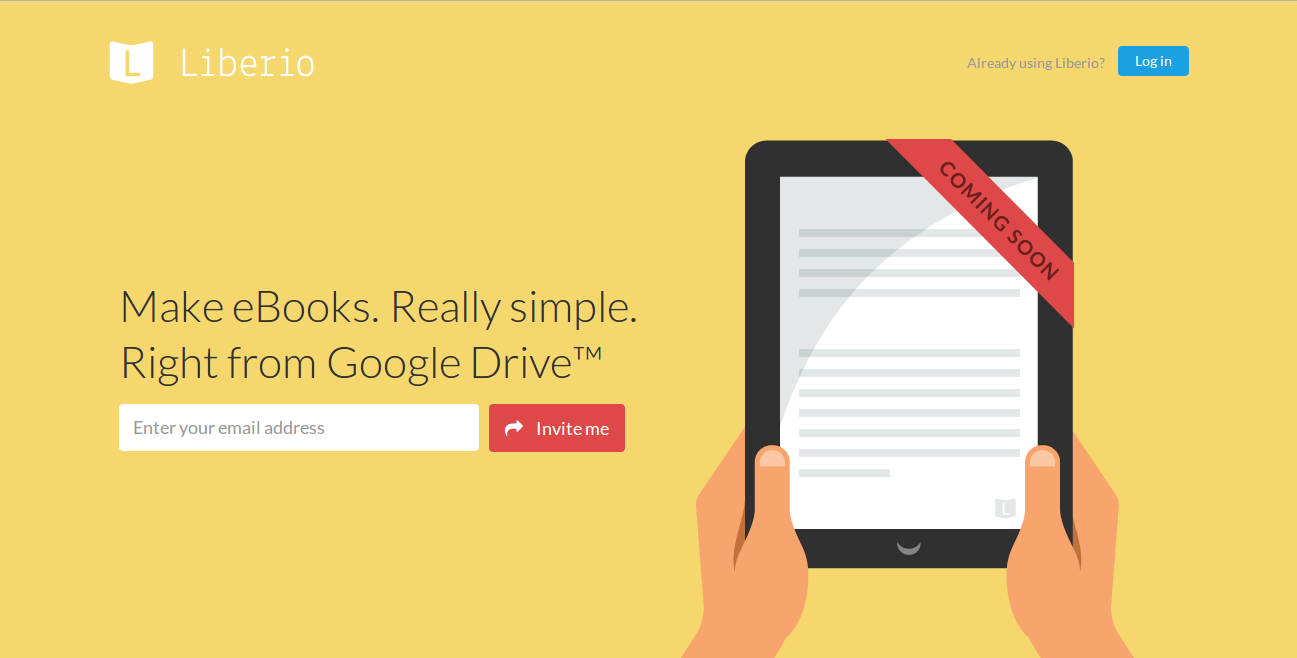 L Liberio
Already using Liberio? Log in
COMING SOON
Make eBooks. Really simple.
Right from Google Drive™
Enter your email address
Invite me
L